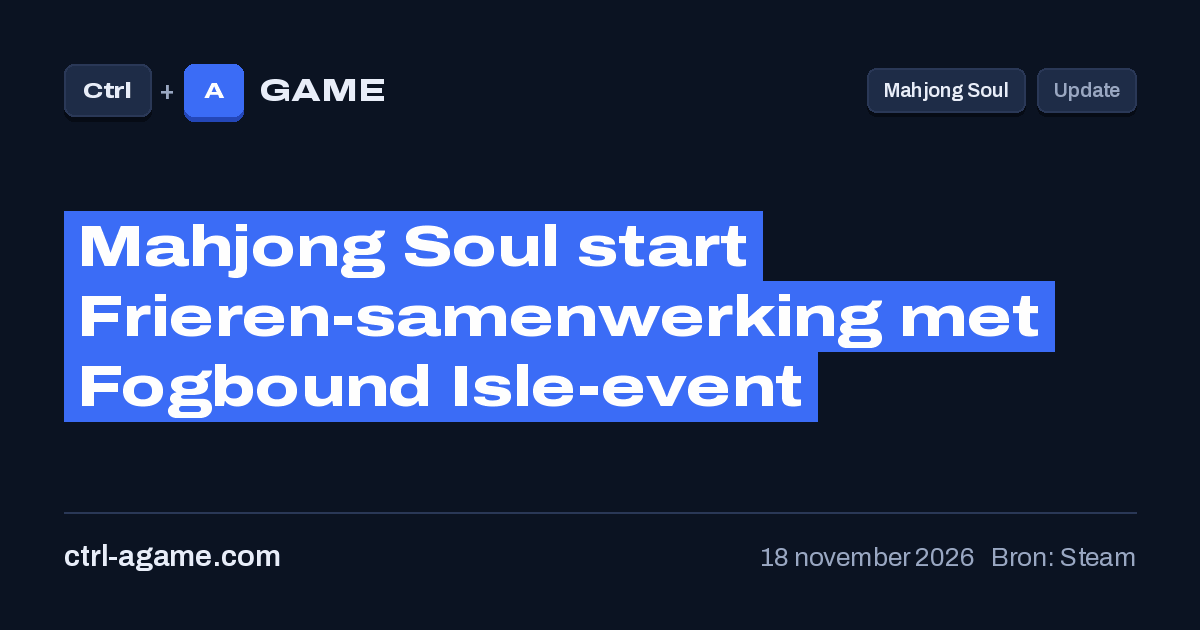 Ctrl + A GAME
Mahjong Soul Update
Mahjong Soul start
Frieren-samenwerking met
Fogbound Isle-event
ctrl-agame.com
18 november 2026 Bron: Steam